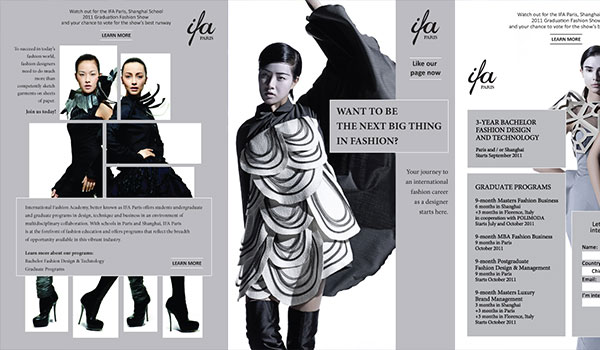 Watch out for the IFA Paris, Shanghai School
2011 Graduation Fashion Show
and your chance to vote for the show's best runway
LEARN MORE
ifa
PARIS
To succeed in today's
fashion world,
fashion designers
need to do much
more than
competently sketch
garments on sheets
of paper.
Join us today!
International Fashion Academy, better known as IFA Paris offers students undergraduate
and graduate programs in design, technique and business in an environment of
multidisciplinary collaboration. With schools in Paris and Shanghai, IFA Paris
is at the forefront of fashion education and offers programs that reflect the breadth
of opportunity available in this vibrant industry.
Learn more about our programs:
Bachelor Fashion Design & Technology
Graduate Programs
LEARN MORE
ifa
PARIS
Like our
page now
WANT TO BE
THE NEXT BIG THING
IN FASHION?
Your journey to
an international
fashion career
as a designer
starts here.
Watch out for the IFA Paris, Shangha
2011 Graduation Fashion
and your chance to vote for the show's bes
LEARN MORE
ifa
PARIS
3-YEAR BACHELOR
FASHION DESIGN
AND TECHNOLOGY
Paris and / or Shanghai
Starts September 2011
GRADUATE PROGRAMS
9-month Masters Fashion Business
6 months in Shanghai
+3 months in Florence, Italy
in cooperation with POLIMODA
Starts July and October 2011
9-month MBA Fashion Business
9 months in Paris
October 2011
9-month Postgraduate
Fashion Design & Management
9 months in Paris
Starts October 2011
9-month Masters Luxury
Brand Management
3 months in Shanghai
+3 months in Paris
+3 months in Florence, Italy
Starts October 2011
Let
inte
Name:
Country
Chi
Email:
I'm inte